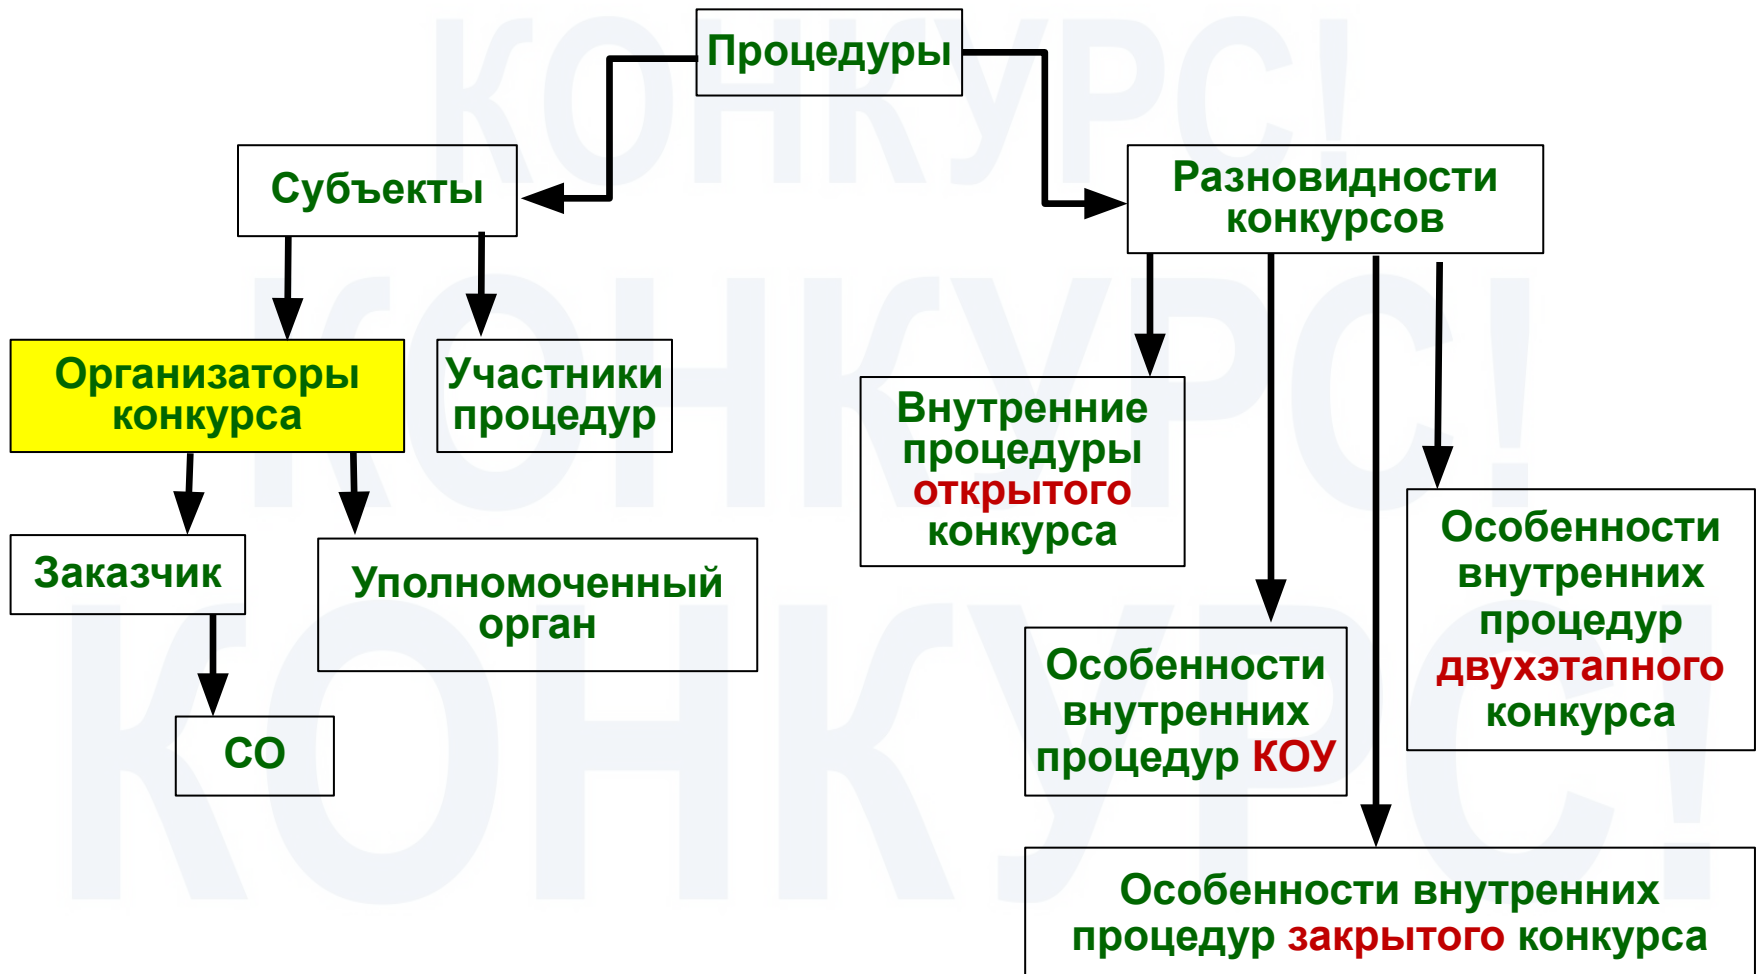 КОНКУРС!
КОНКУРС!
КОНКУРС!
Процедуры
Субъекты
Разновидности
конкурсов
Организаторы
конкурса
Участники
процедур
Заказчик
Уполномоченный
орган
СО
Внутренние
процедуры
открытого
конкурса
Особенности
внутренних
процедур КОУ
Особенности
внутренних
процедур
двухэтапного
конкурса
Особенности внутренних
процедур закрытого конкурса